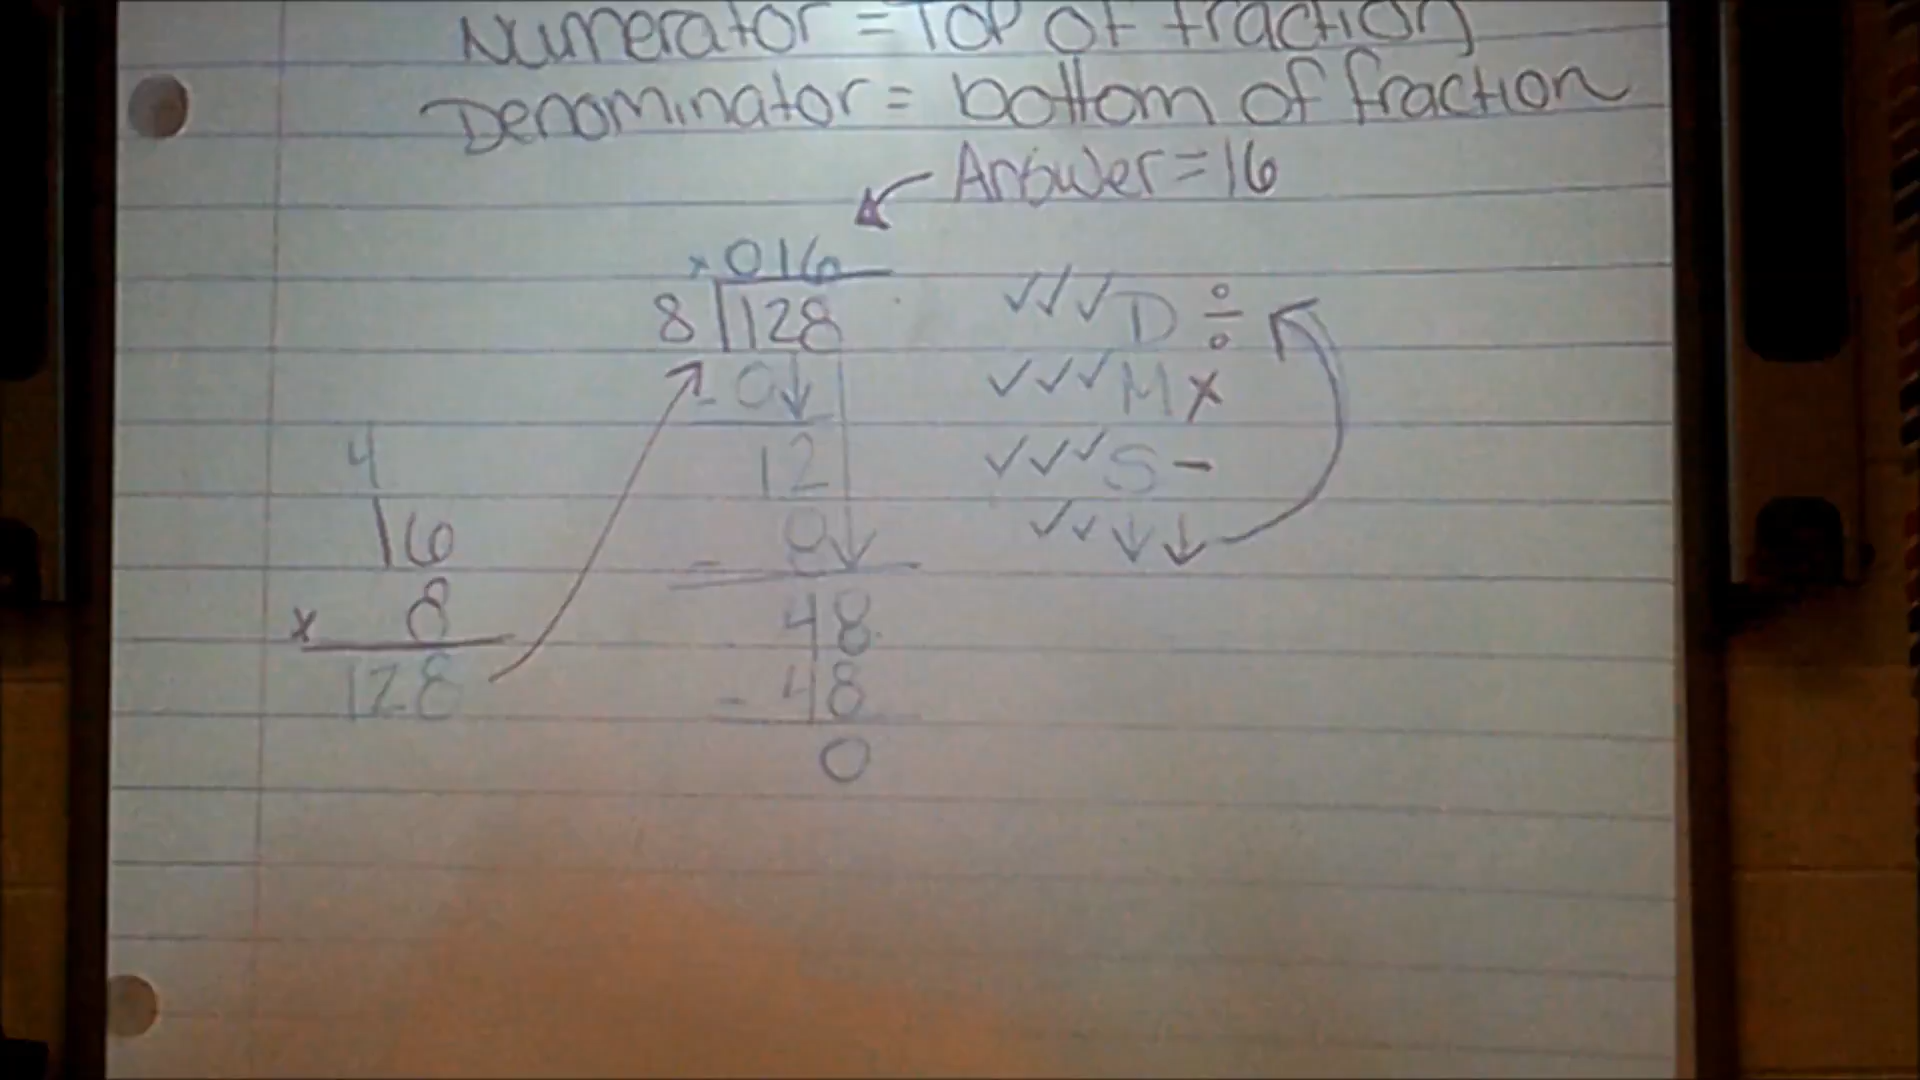 Numerator = Top of fraction
Denominator = bottom of fraction
Answer = 16
x 016
8 128 ✓✓✓ D ÷
- 0↓ ✓✓✓ M x
12 ✓✓✓ S -
- 8↓ ✓✓ ↓ ↓
48
- 48
0
4
16
x 8
128